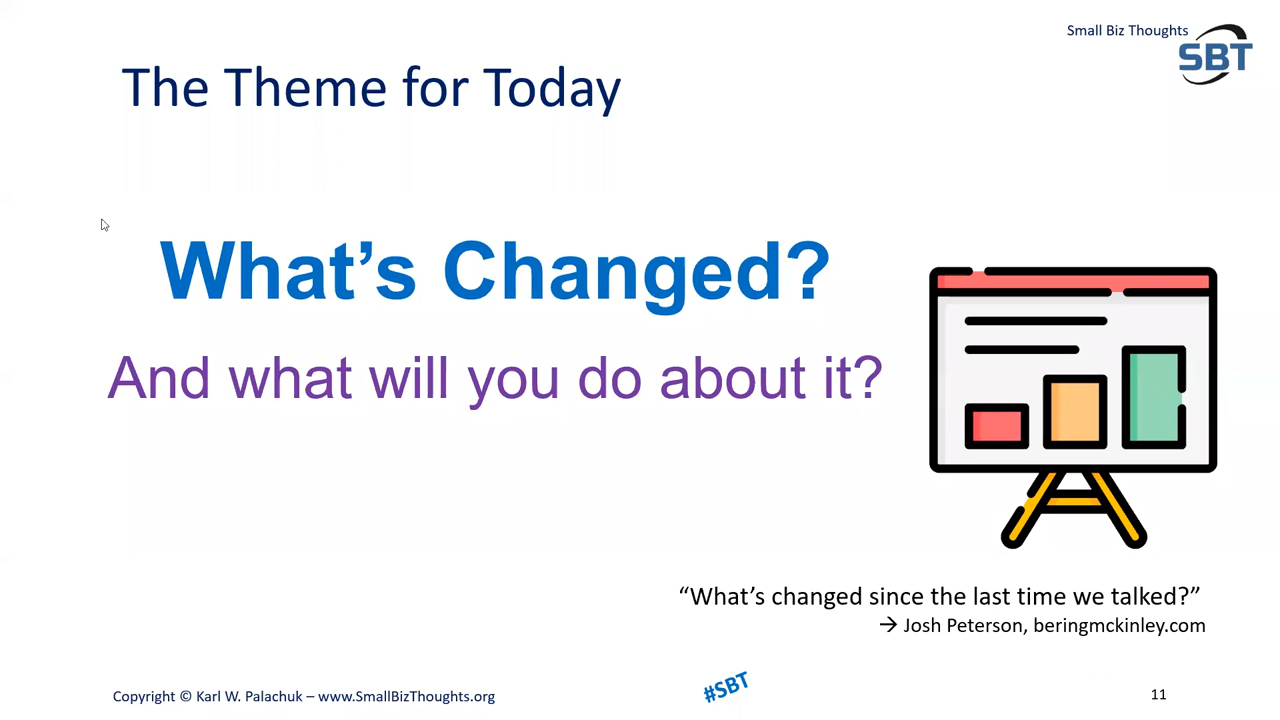 Small Biz Thoughts
SBT
The Theme for Today
What’s Changed?
And what will you do about it?
“What’s changed since the last time we talked?”
→ Josh Peterson, beringmckinley.com
Copyright © Karl W. Palachuk – www.SmallBizThoughts.org
#SBT
11